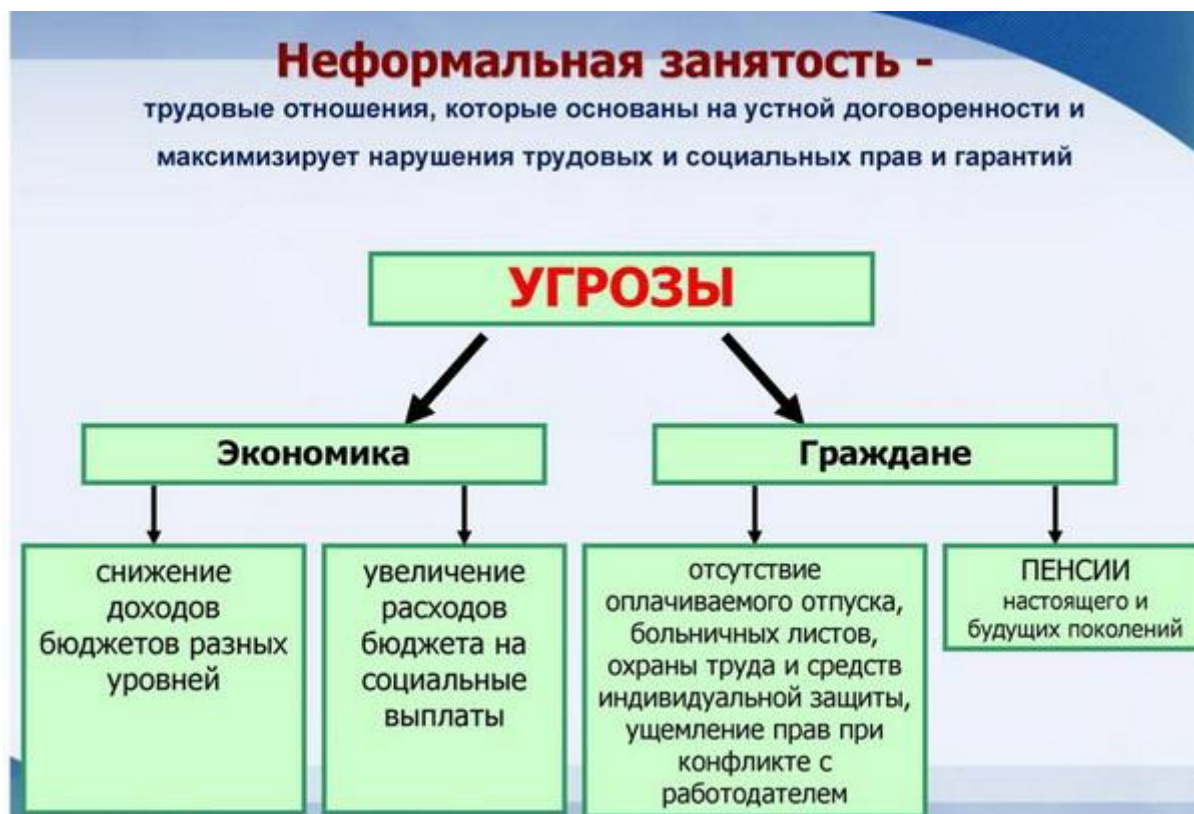 Неформальная занятость -
трудовые отношения, которые основаны на устной договоренности и
максимизирует нарушения трудовых и социальных прав и гарантий
УГРОЗЫ
Экономика
Граждане
снижение
доходов
бюджетов разных
уровней
увеличение
расходов
бюджета на
социальные
выплаты
отсутствие
оплачиваемого отпуска,
больничных листов,
охраны труда и средств
индивидуальной защиты,
ущемление прав при
конфликте с
работодателем
ПЕНСИИ
настоящего и
будущих поколений